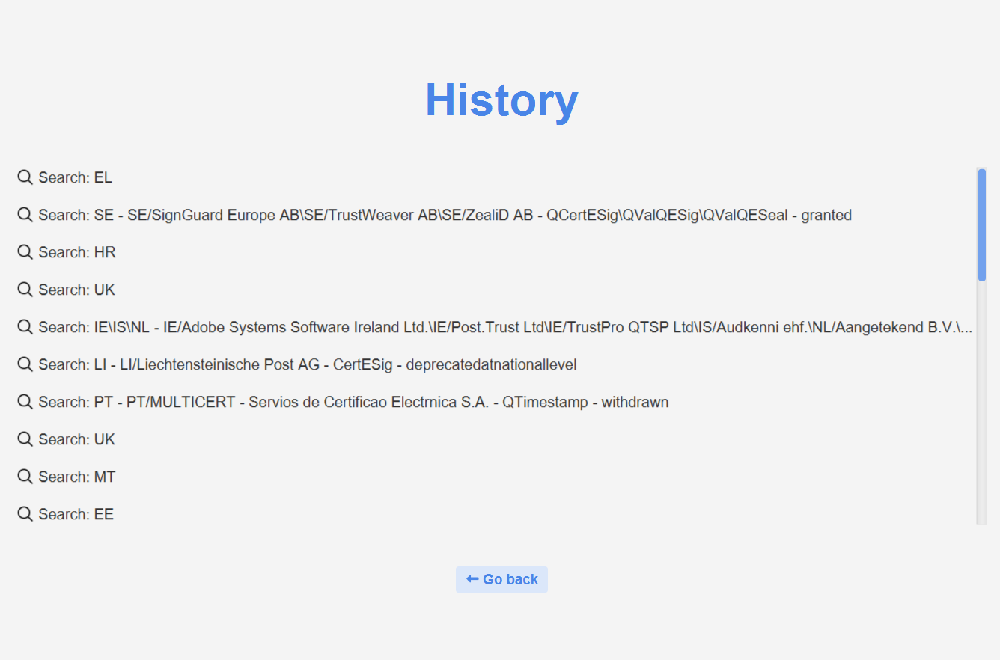 History
Search: EL
Search: SE - SE/SignGuard Europe AB\SE/TrustWeaver AB\SE/ZealiD AB - QCertESig\QValQESig\QValQESeal - granted
Search: HR
Search: UK
Search: IE\IS\NL - IE/Adobe Systems Software Ireland Ltd.\IE/Post.Trust Ltd\IE/TrustPro QTSP Ltd\IS/Audkenni ehf.\NL/Aangetekend B.V.\...
Search: LI - LI/Liechtensteinische Post AG - CertESig - deprecatedatnationallevel
Search: PT - PT/MULTICERT - Servios de Certificao Electrnica S.A. - QTimestamp - withdrawn
Search: UK
Search: MT
Search: EE
Go back